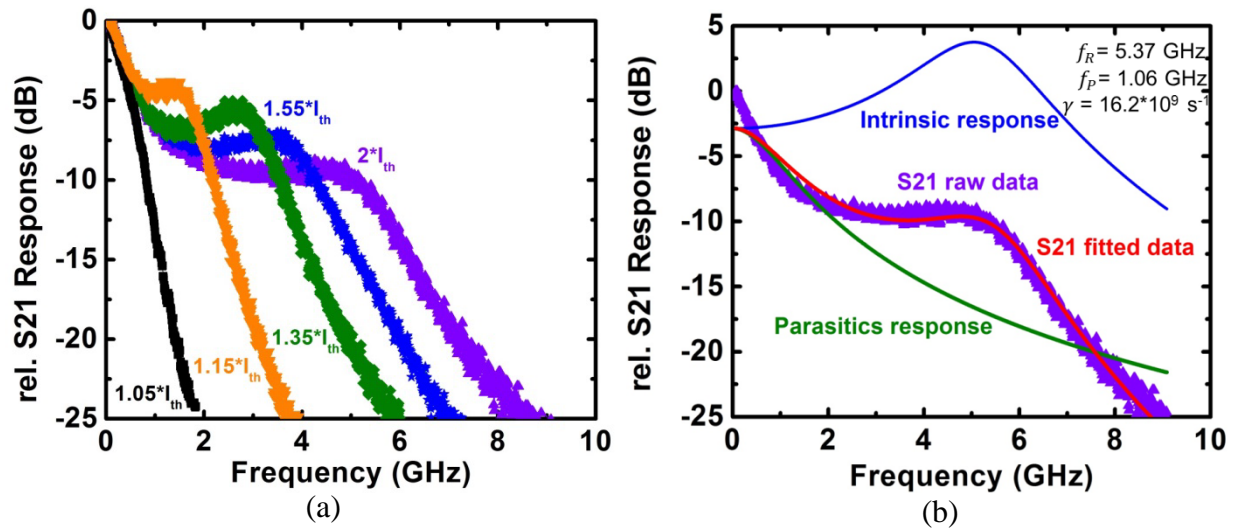 rel. S21 Response (dB)
0
-5
-10
-15
-20
-25
0
2
4
6
8
10
1.05*Ith
1.15*Ith
1.35*Ith
1.55*Ith
2*Ith
Frequency (GHz)
(a)
rel. S21 Response (dB)
5
0
-5
-10
-15
-20
-25
0
2
4
6
8
10
fR = 5.37 GHz
fP = 1.06 GHz
γ = 16.2*10⁹ s⁻¹
Intrinsic response
S21 raw data
S21 fitted data
Parasitics response
Frequency (GHz)
(b)